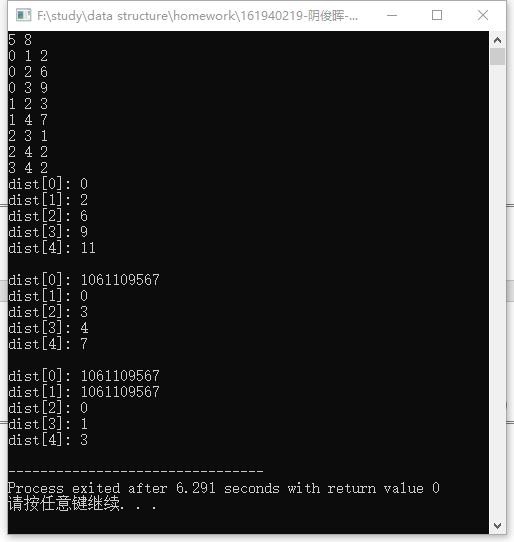 F:\study\data structure\homework\161940219-阴俊晖-...
5 8
0 1 2
0 2 6
0 3 9
1 2 3
1 4 7
2 3 1
2 4 2
3 4 2
dist[0]: 0
dist[1]: 2
dist[2]: 6
dist[3]: 9
dist[4]: 11
dist[0]: 1061109567
dist[1]: 0
dist[2]: 3
dist[3]: 4
dist[4]: 7
dist[0]: 1061109567
dist[1]: 1061109567
dist[2]: 0
dist[3]: 1
dist[4]: 3
--------------------------------
Process exited after 6.291 seconds with return value 0
请按任意键继续. . .